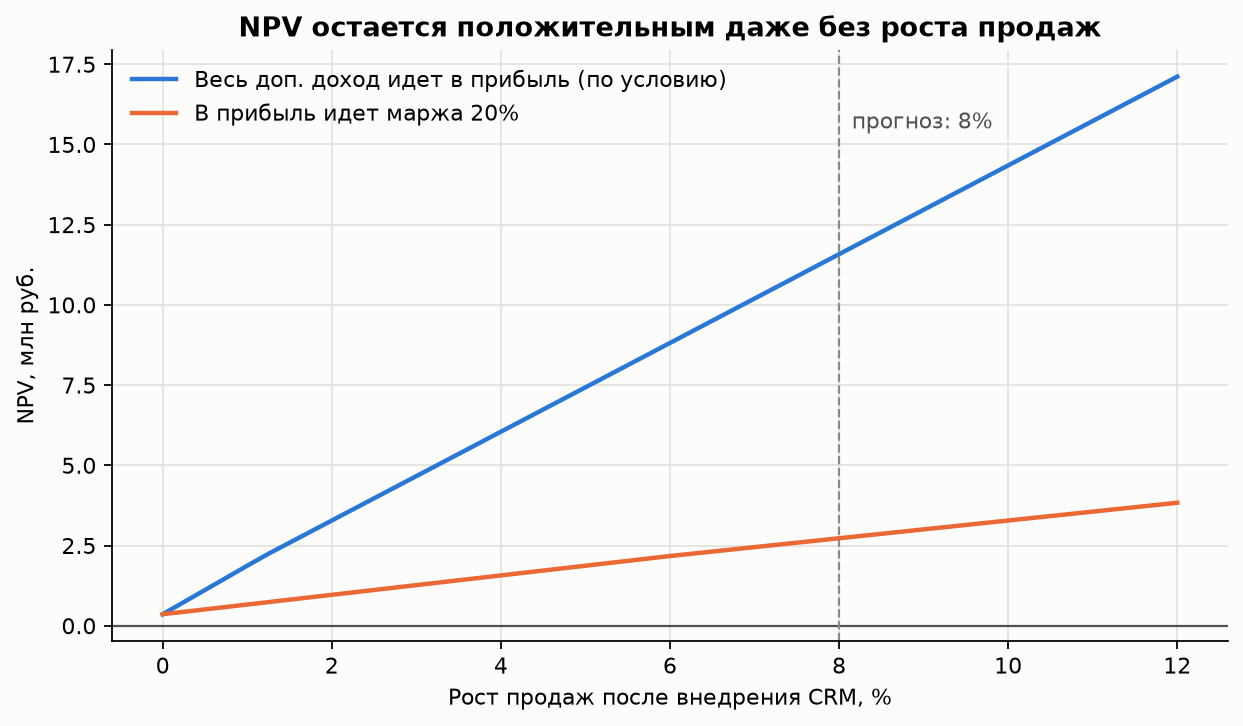 NPV остается положительным даже без роста продаж
Весь доп. доход идет в прибыль (по условию)
В прибыль идет маржа 20%
прогноз: 8%
NPV, млн руб.
17.5
15.0
12.5
10.0
7.5
5.0
2.5
0.0
0 2 4 6 8 10 12
Рост продаж после внедрения CRM, %